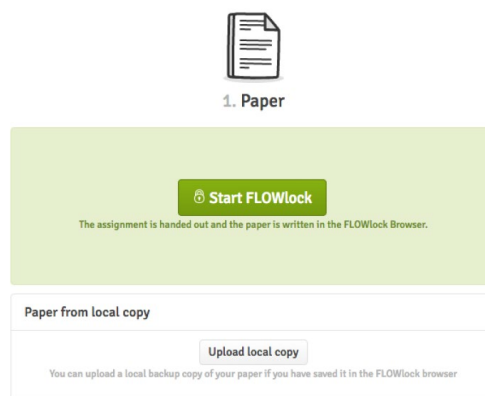 1. Paper
Start FLOWlock
The assignment is handed out and the paper is written in the FLOWlock Browser.
Paper from local copy
Upload local copy
You can upload a local backup copy of your paper if you have saved it in the FLOWlock browser